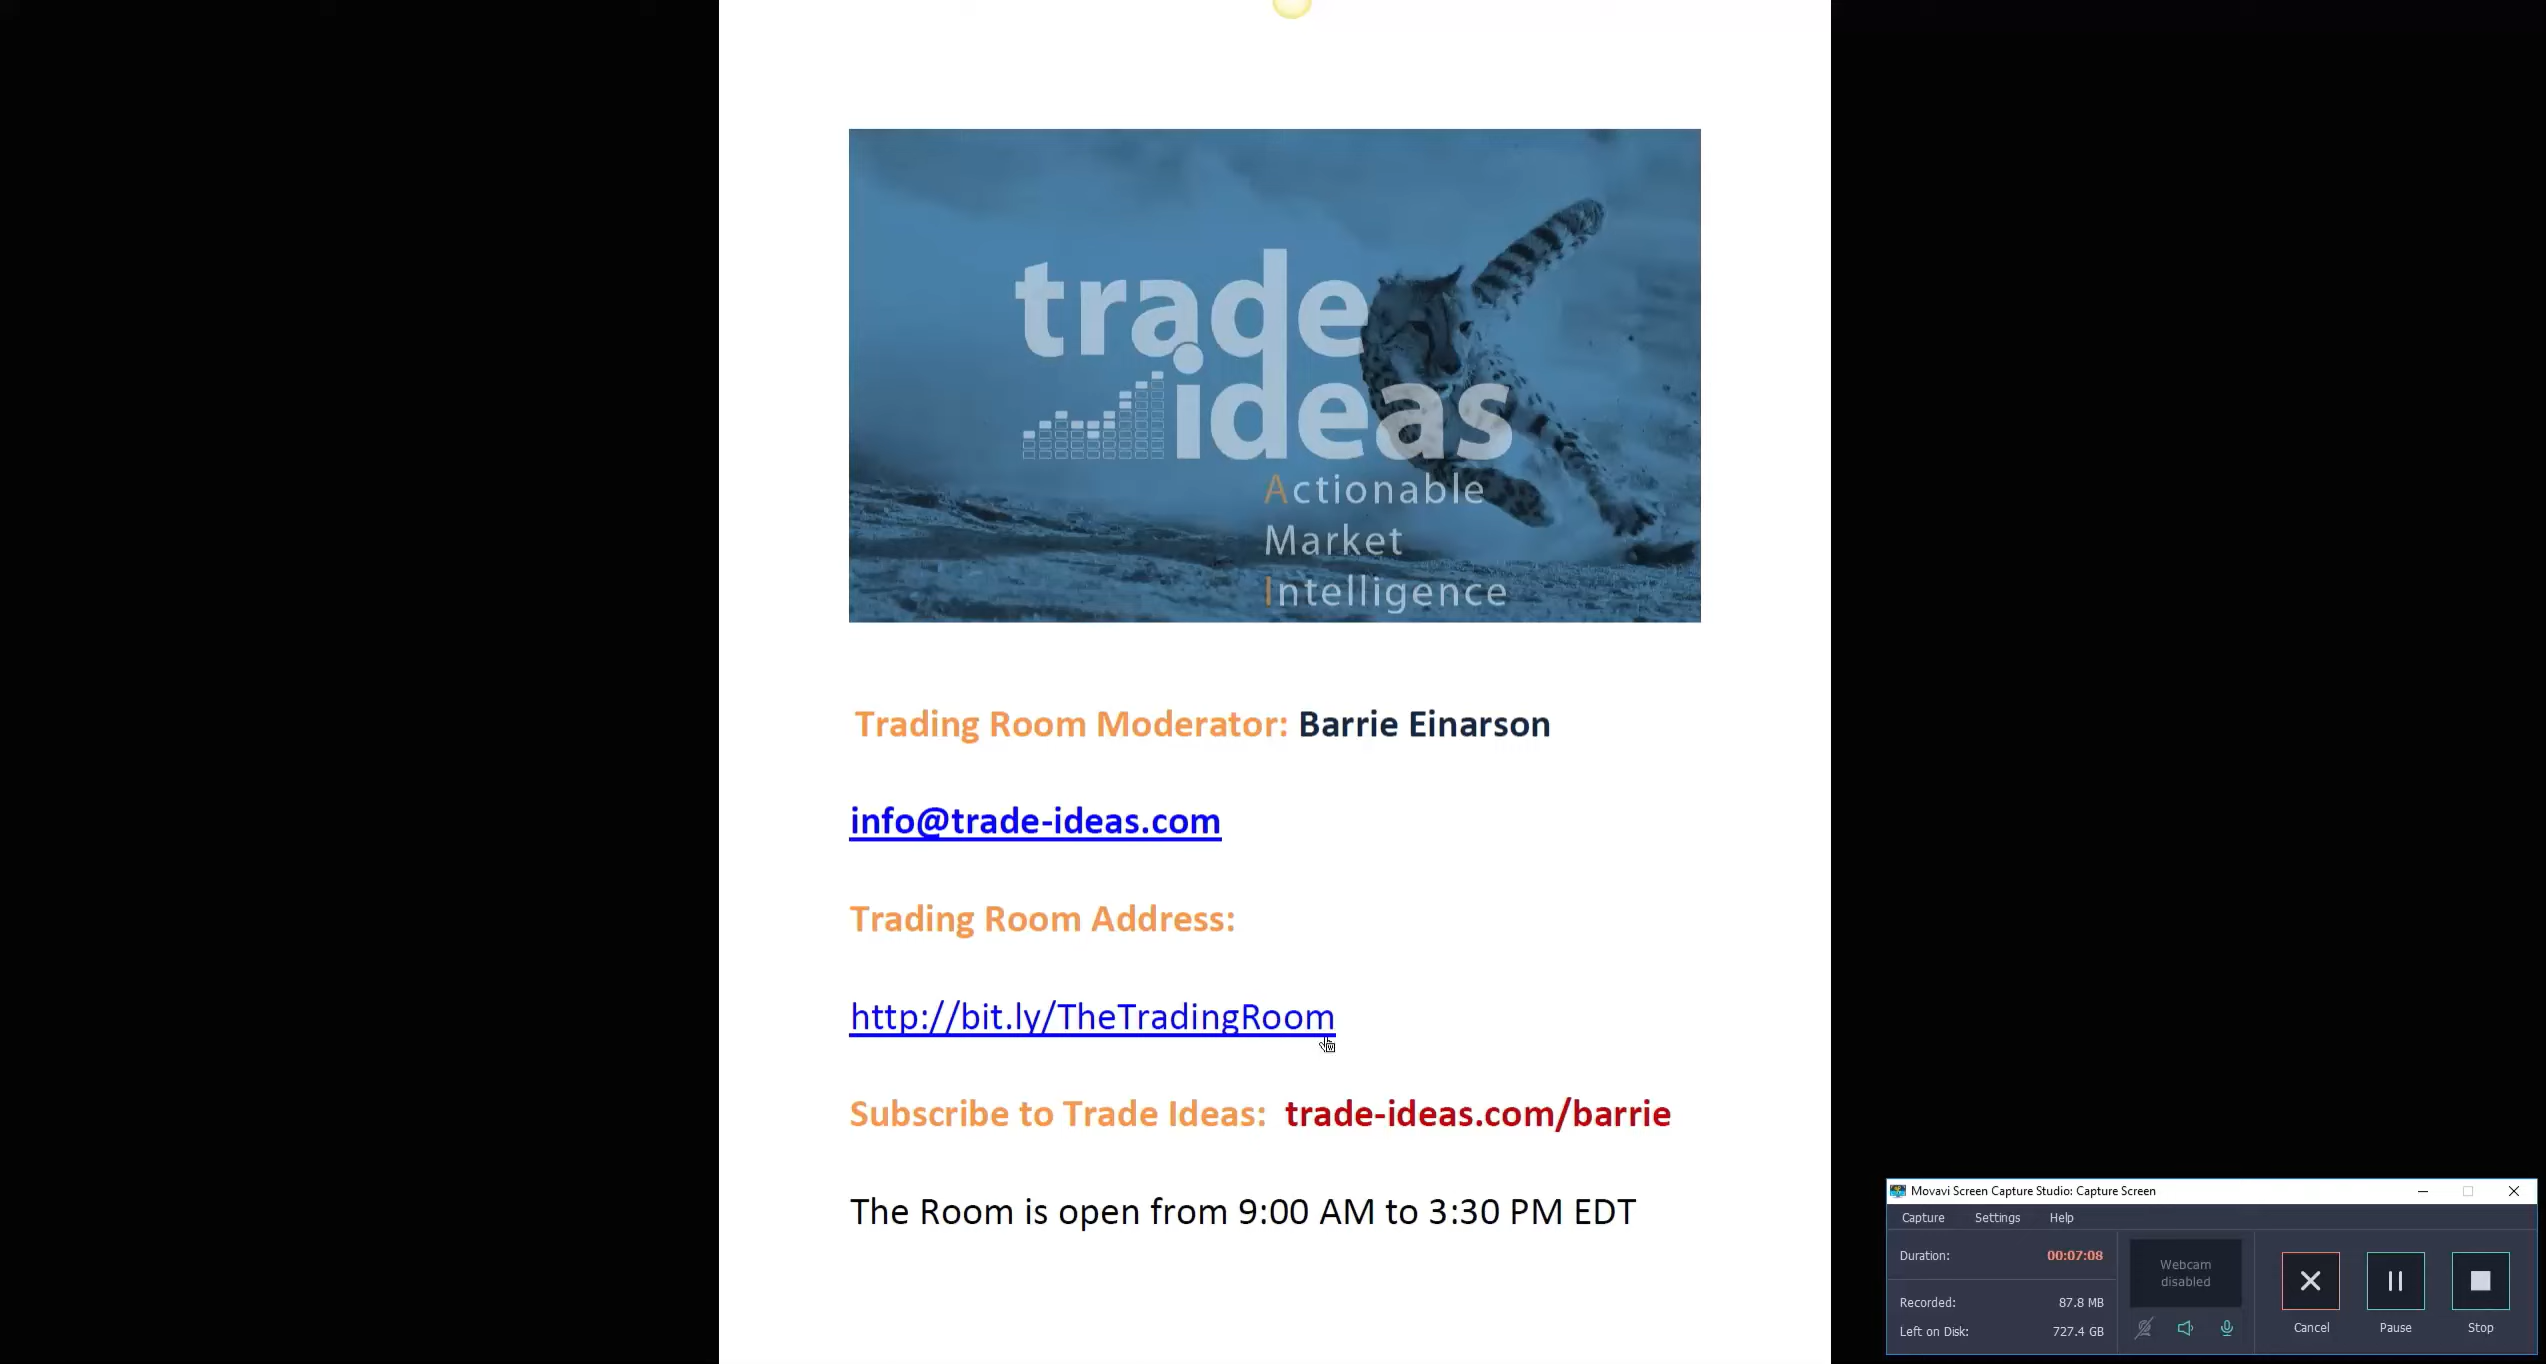 trade
ideas
Actionable
Market
Intelligence
Trading Room Moderator: Barrie Einarson
info@trade-ideas.com
Trading Room Address:
http://bit.ly/TheTradingRoom
Subscribe to Trade Ideas: trade-ideas.com/barrie
The Room is open from 9:00 AM to 3:30 PM EDT
Movavi Screen Capture Studio: Capture Screen
Capture Settings Help
Duration: 00:07:08
Webcam
disabled
Recorded: 87.8 MB
Left on Disk: 727.4 GB
Cancel Pause Stop